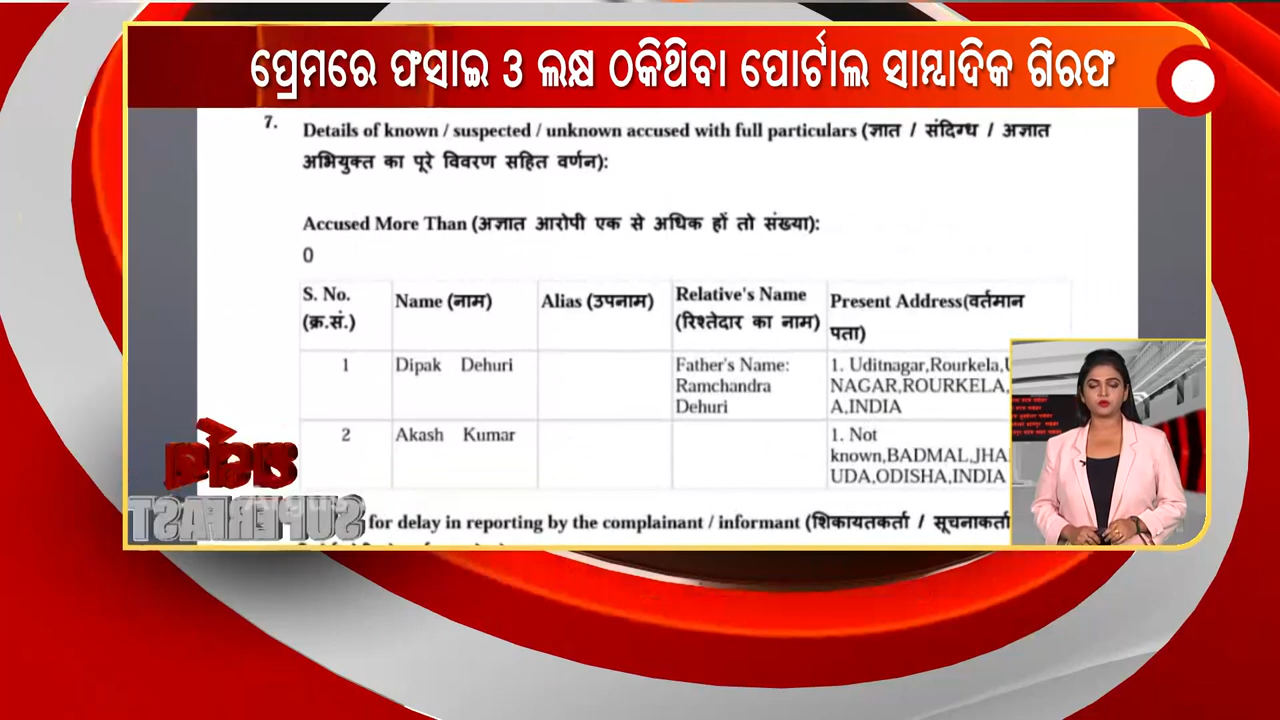 ପ୍ରେମରେ ଫସାଇ ୩ ଲକ୍ଷ ଠକିଥିବା ପୋର୍ଟାଲ ସାମ୍ବାଦିକ ଗିରଫ
7. Details of known / suspected / unknown accused with full particulars (ज्ञात / संदिग्ध / अज्ञात
अभियुक्त का पूरे विवरण सहित वर्णन):
Accused More Than (अज्ञात आरोपी एक से अधिक हों तो संख्या):
0
S. No. (क्र.सं.) Name (नाम) Alias (उपनाम) Relative's Name (रिश्तेदार का नाम) Present Address(वर्तमान पता)
1 Dipak Dehuri Father's Name: Ramchandra Dehuri 1. Uditnagar,Rourkela, NAGAR,ROURKELA, A,INDIA
2 Akash Kumar 1. Not known,BADMAL,JHA UDA,ODISHA,INDIA
for delay in reporting by the complainant / informant (शिकायतकर्ता / सूचनाकर्ता
SUPERFAST